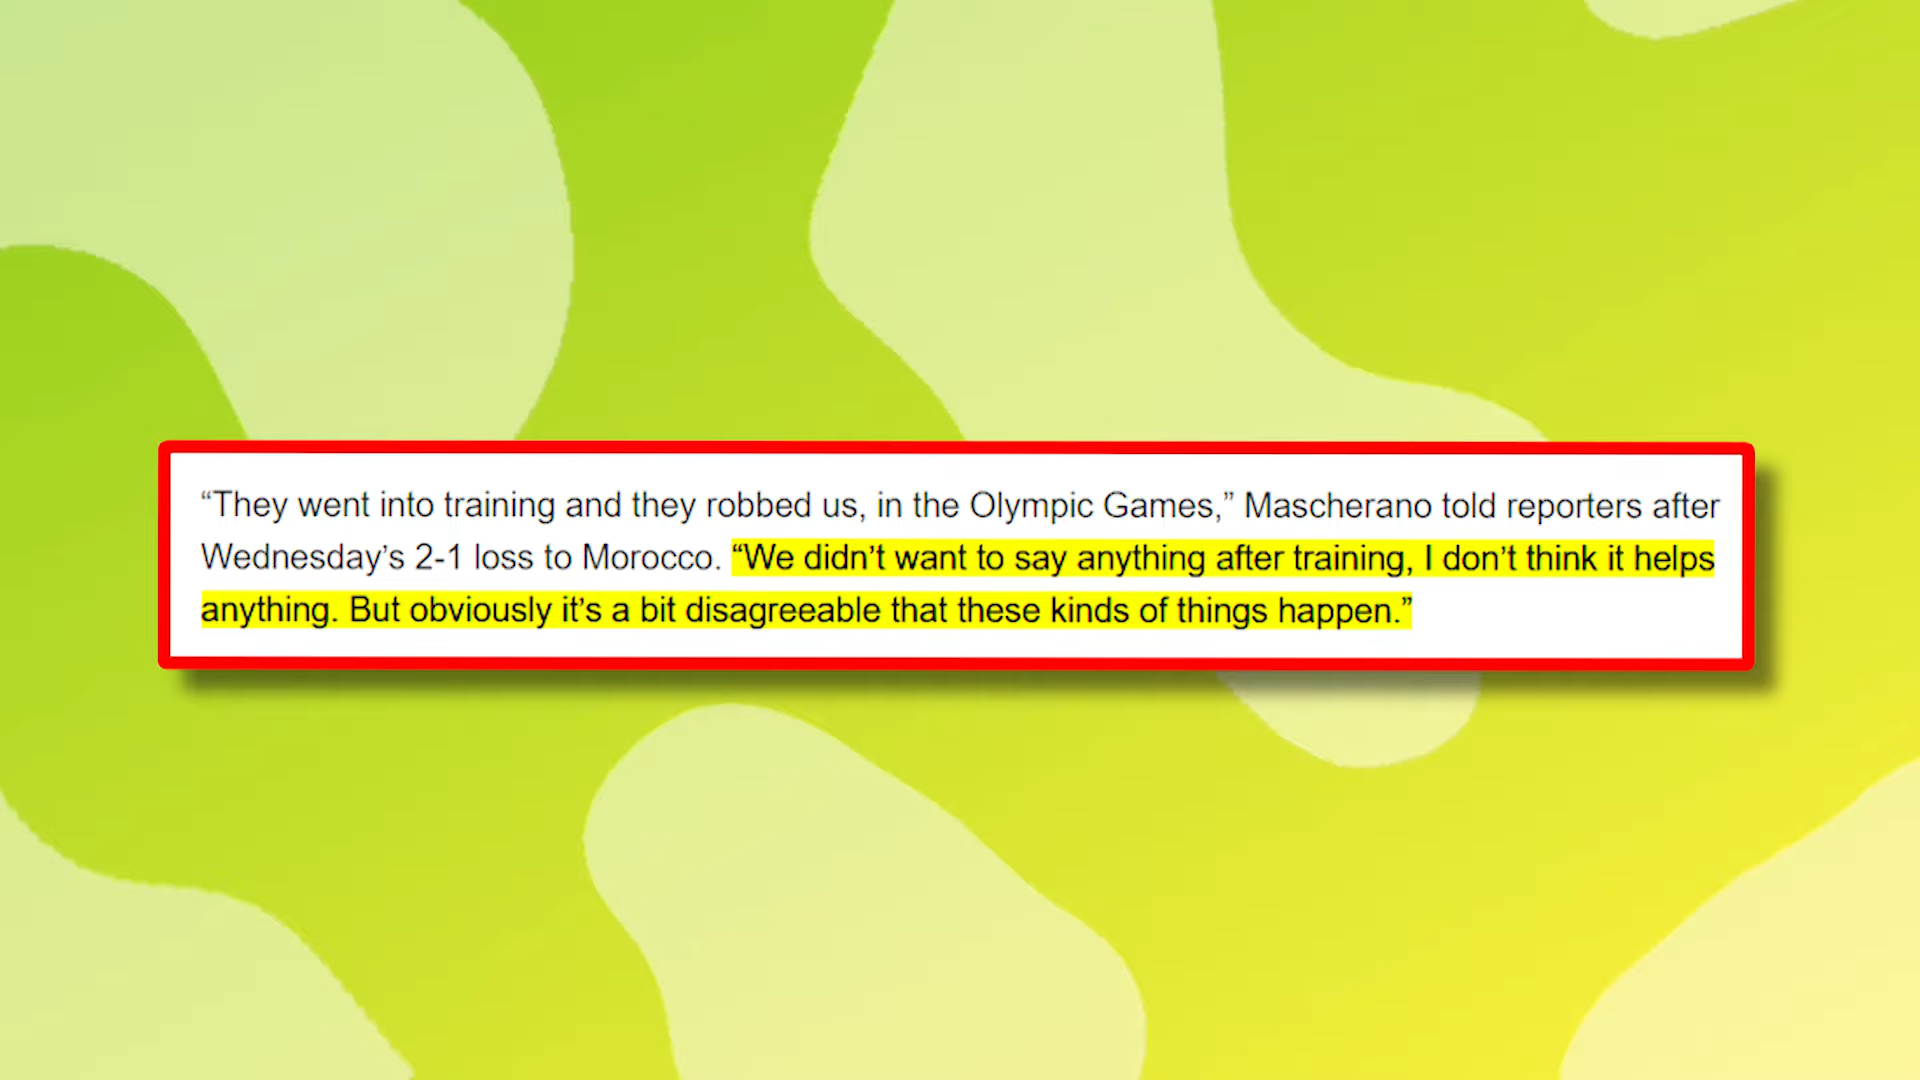 “They went into training and they robbed us, in the Olympic Games,” Mascherano told reporters after
Wednesday’s 2-1 loss to Morocco. “We didn’t want to say anything after training, I don’t think it helps
anything. But obviously it’s a bit disagreeable that these kinds of things happen.”